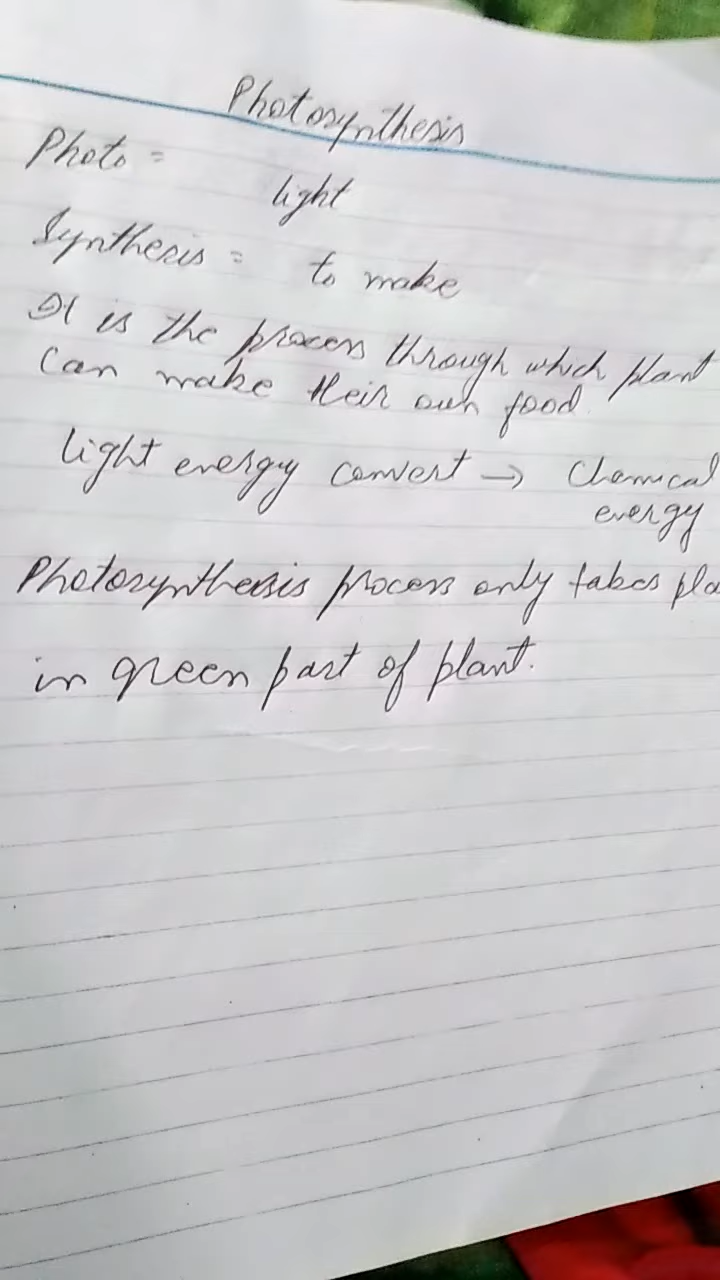 Photosynthesis
Photo =
light
Synthesis = to make
It is the process through which plant
can make their own food.
light energy convert → Chemical
energy
Photosynthesis process only takes pla
in green part of plant.